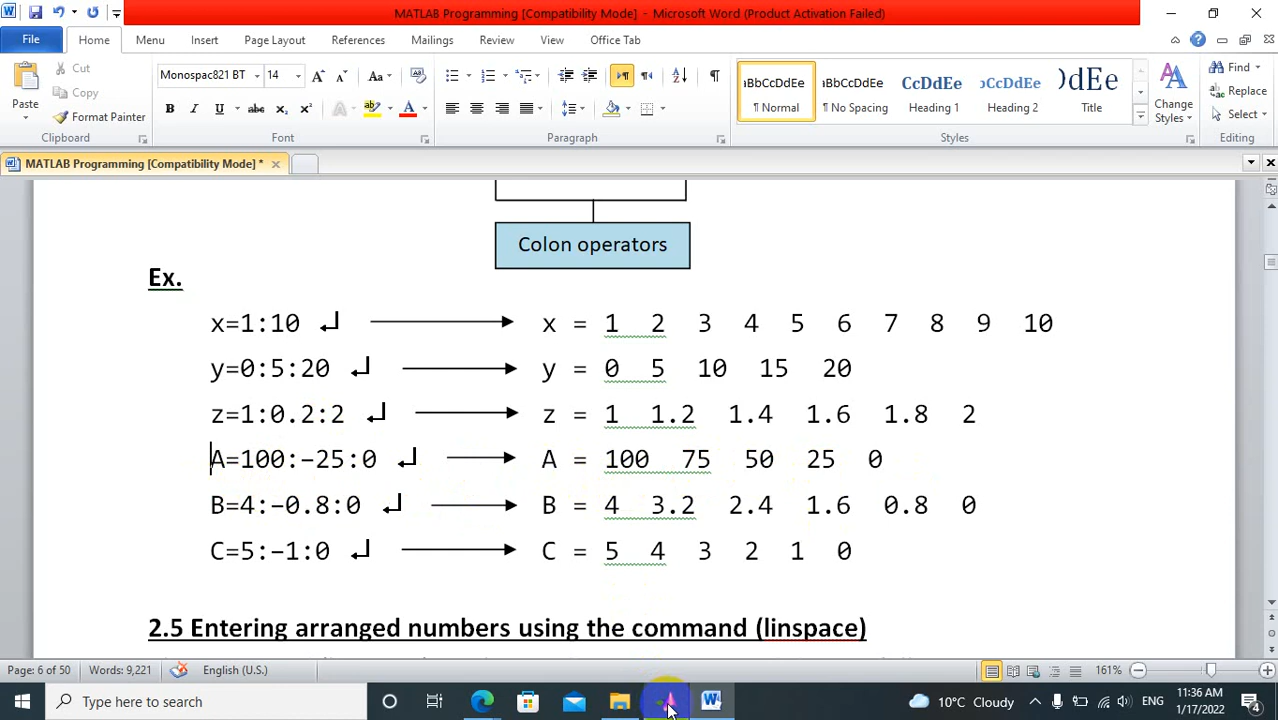 MATLAB Programming [Compatibility Mode] - Microsoft Word (Product Activation Failed)
File Home Menu Insert Page Layout References Mailings Review View Office Tab
Paste Cut Copy Format Painter
Monospac821 BT 14
AaBbCcDdEe AaBbCcDdEe
¶ Normal ¶ No Spacing Heading 1 Heading 2 Title
Change Styles
Find Replace Select
Clipboard Font Paragraph Styles Editing
MATLAB Programming [Compatibility Mode] *
Colon operators
Ex.
x=1:10 x = 1 2 3 4 5 6 7 8 9 10
y=0:5:20 y = 0 5 10 15 20
z=1:0.2:2 z = 1 1.2 1.4 1.6 1.8 2
A=100:-25:0 A = 100 75 50 25 0
B=4:-0.8:0 B = 4 3.2 2.4 1.6 0.8 0
C=5:-1:0 C = 5 4 3 2 1 0
2.5 Entering arranged numbers using the command (linspace)
Page: 6 of 50 Words: 9,221 English (U.S.) 161%
Type here to search 10°C Cloudy ENG 11:36 AM
1/17/2022 4